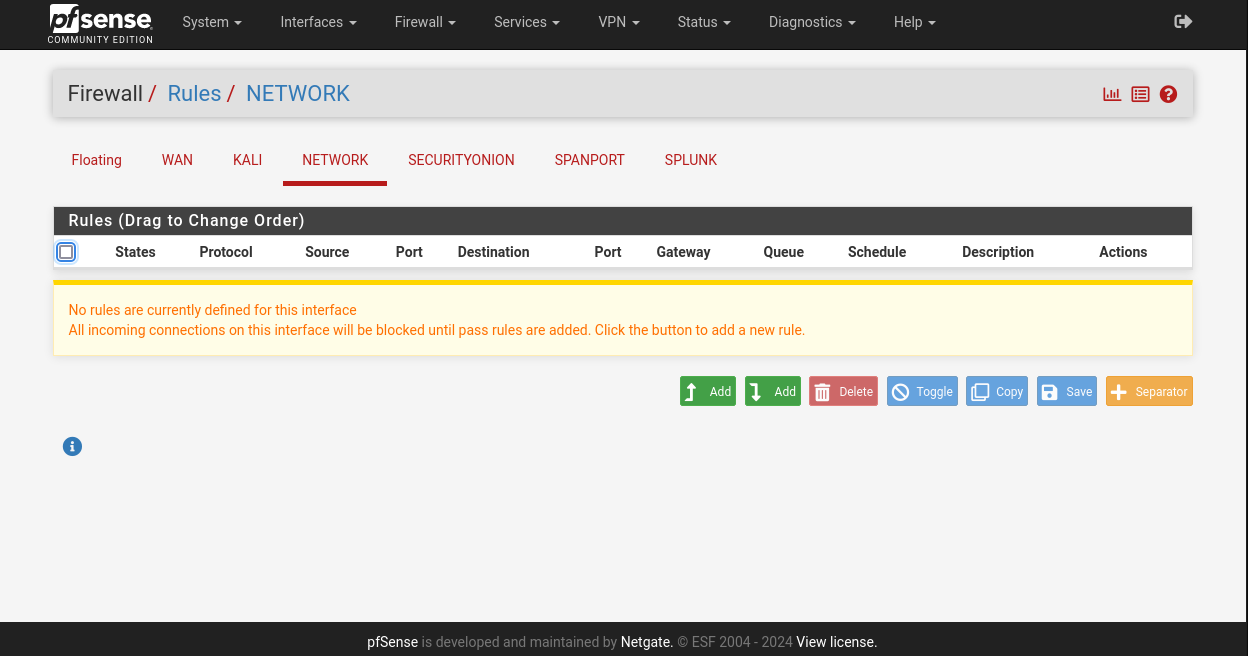 pfsense
COMMUNITY EDITION
System Interfaces Firewall Services VPN Status Diagnostics Help
Firewall / Rules / NETWORK
Floating WAN KALI NETWORK SECURITYONION SPANPORT SPLUNK
Rules (Drag to Change Order)
States Protocol Source Port Destination Port Gateway Queue Schedule Description Actions
No rules are currently defined for this interface
All incoming connections on this interface will be blocked until pass rules are added. Click the button to add a new rule.
Add Add Delete Toggle Copy Save Separator
pfSense is developed and maintained by Netgate. © ESF 2004 - 2024 View license.